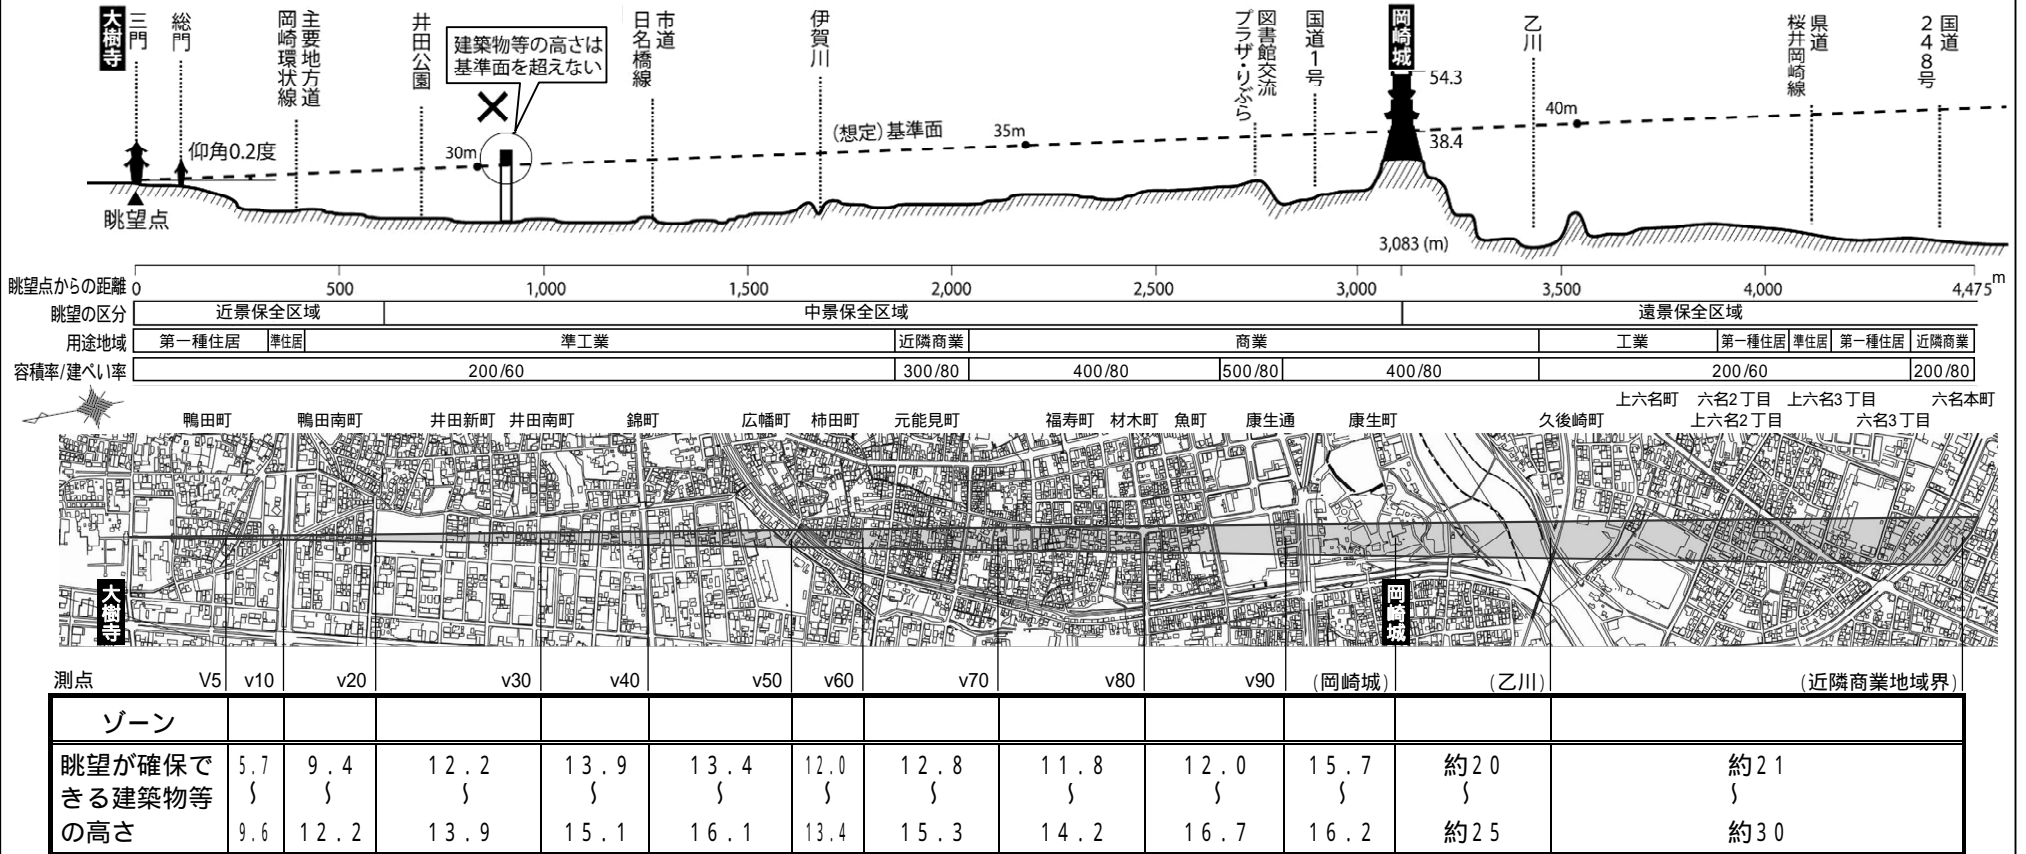 大樹寺
三門
総門
主要地方道
岡崎環状線
井田公園
建築物等の高さは
基準面を超えない
市道
日名橋線
伊賀川
図書館交流
プラザ・りぶら
国道1号
岡崎城
乙川
県道
桜井岡崎線
国道
248号
54.3
38.4
仰角0.2度
30m
(想定)基準面
35m
40m
眺望点
3,083 (m)
眺望点からの距離 0 500 1,000 1,500 2,000 2,500 3,000 3,500 4,000 4,475 m
眺望の区分 近景保全区域 中景保全区域 遠景保全区域
用途地域 第一種住居 準住居 準工業 近隣商業 商業 工業 第一種住居 準住居 第一種住居 近隣商業
容積率/建ぺい率 200/60 300/80 400/80 500/80 400/80 200/60 200/80
上六名町 六名2丁目 上六名3丁目 六名本町
鴨田町 鴨田南町 井田新町 井田南町 錦町 広幡町 柿田町 元能見町 福寿町 材木町 魚町 康生通 康生町 久後崎町 上六名2丁目 六名3丁目
大樹寺
岡崎城
測点 V5 v10 v20 v30 v40 v50 v60 v70 v80 v90 (岡崎城) (乙川) (近隣商業地域界)
ゾーン
眺望が確保で
きる建築物等
の高さ
5.7 〜 9.6
9.4 〜 12.2
12.2 〜 13.9
13.9 〜 15.1
13.4 〜 16.1
12.0 〜 13.4
12.8 〜 15.3
11.8 〜 14.2
12.0 〜 16.7
15.7 〜 16.2
約20 〜 約25
約21 〜 約30